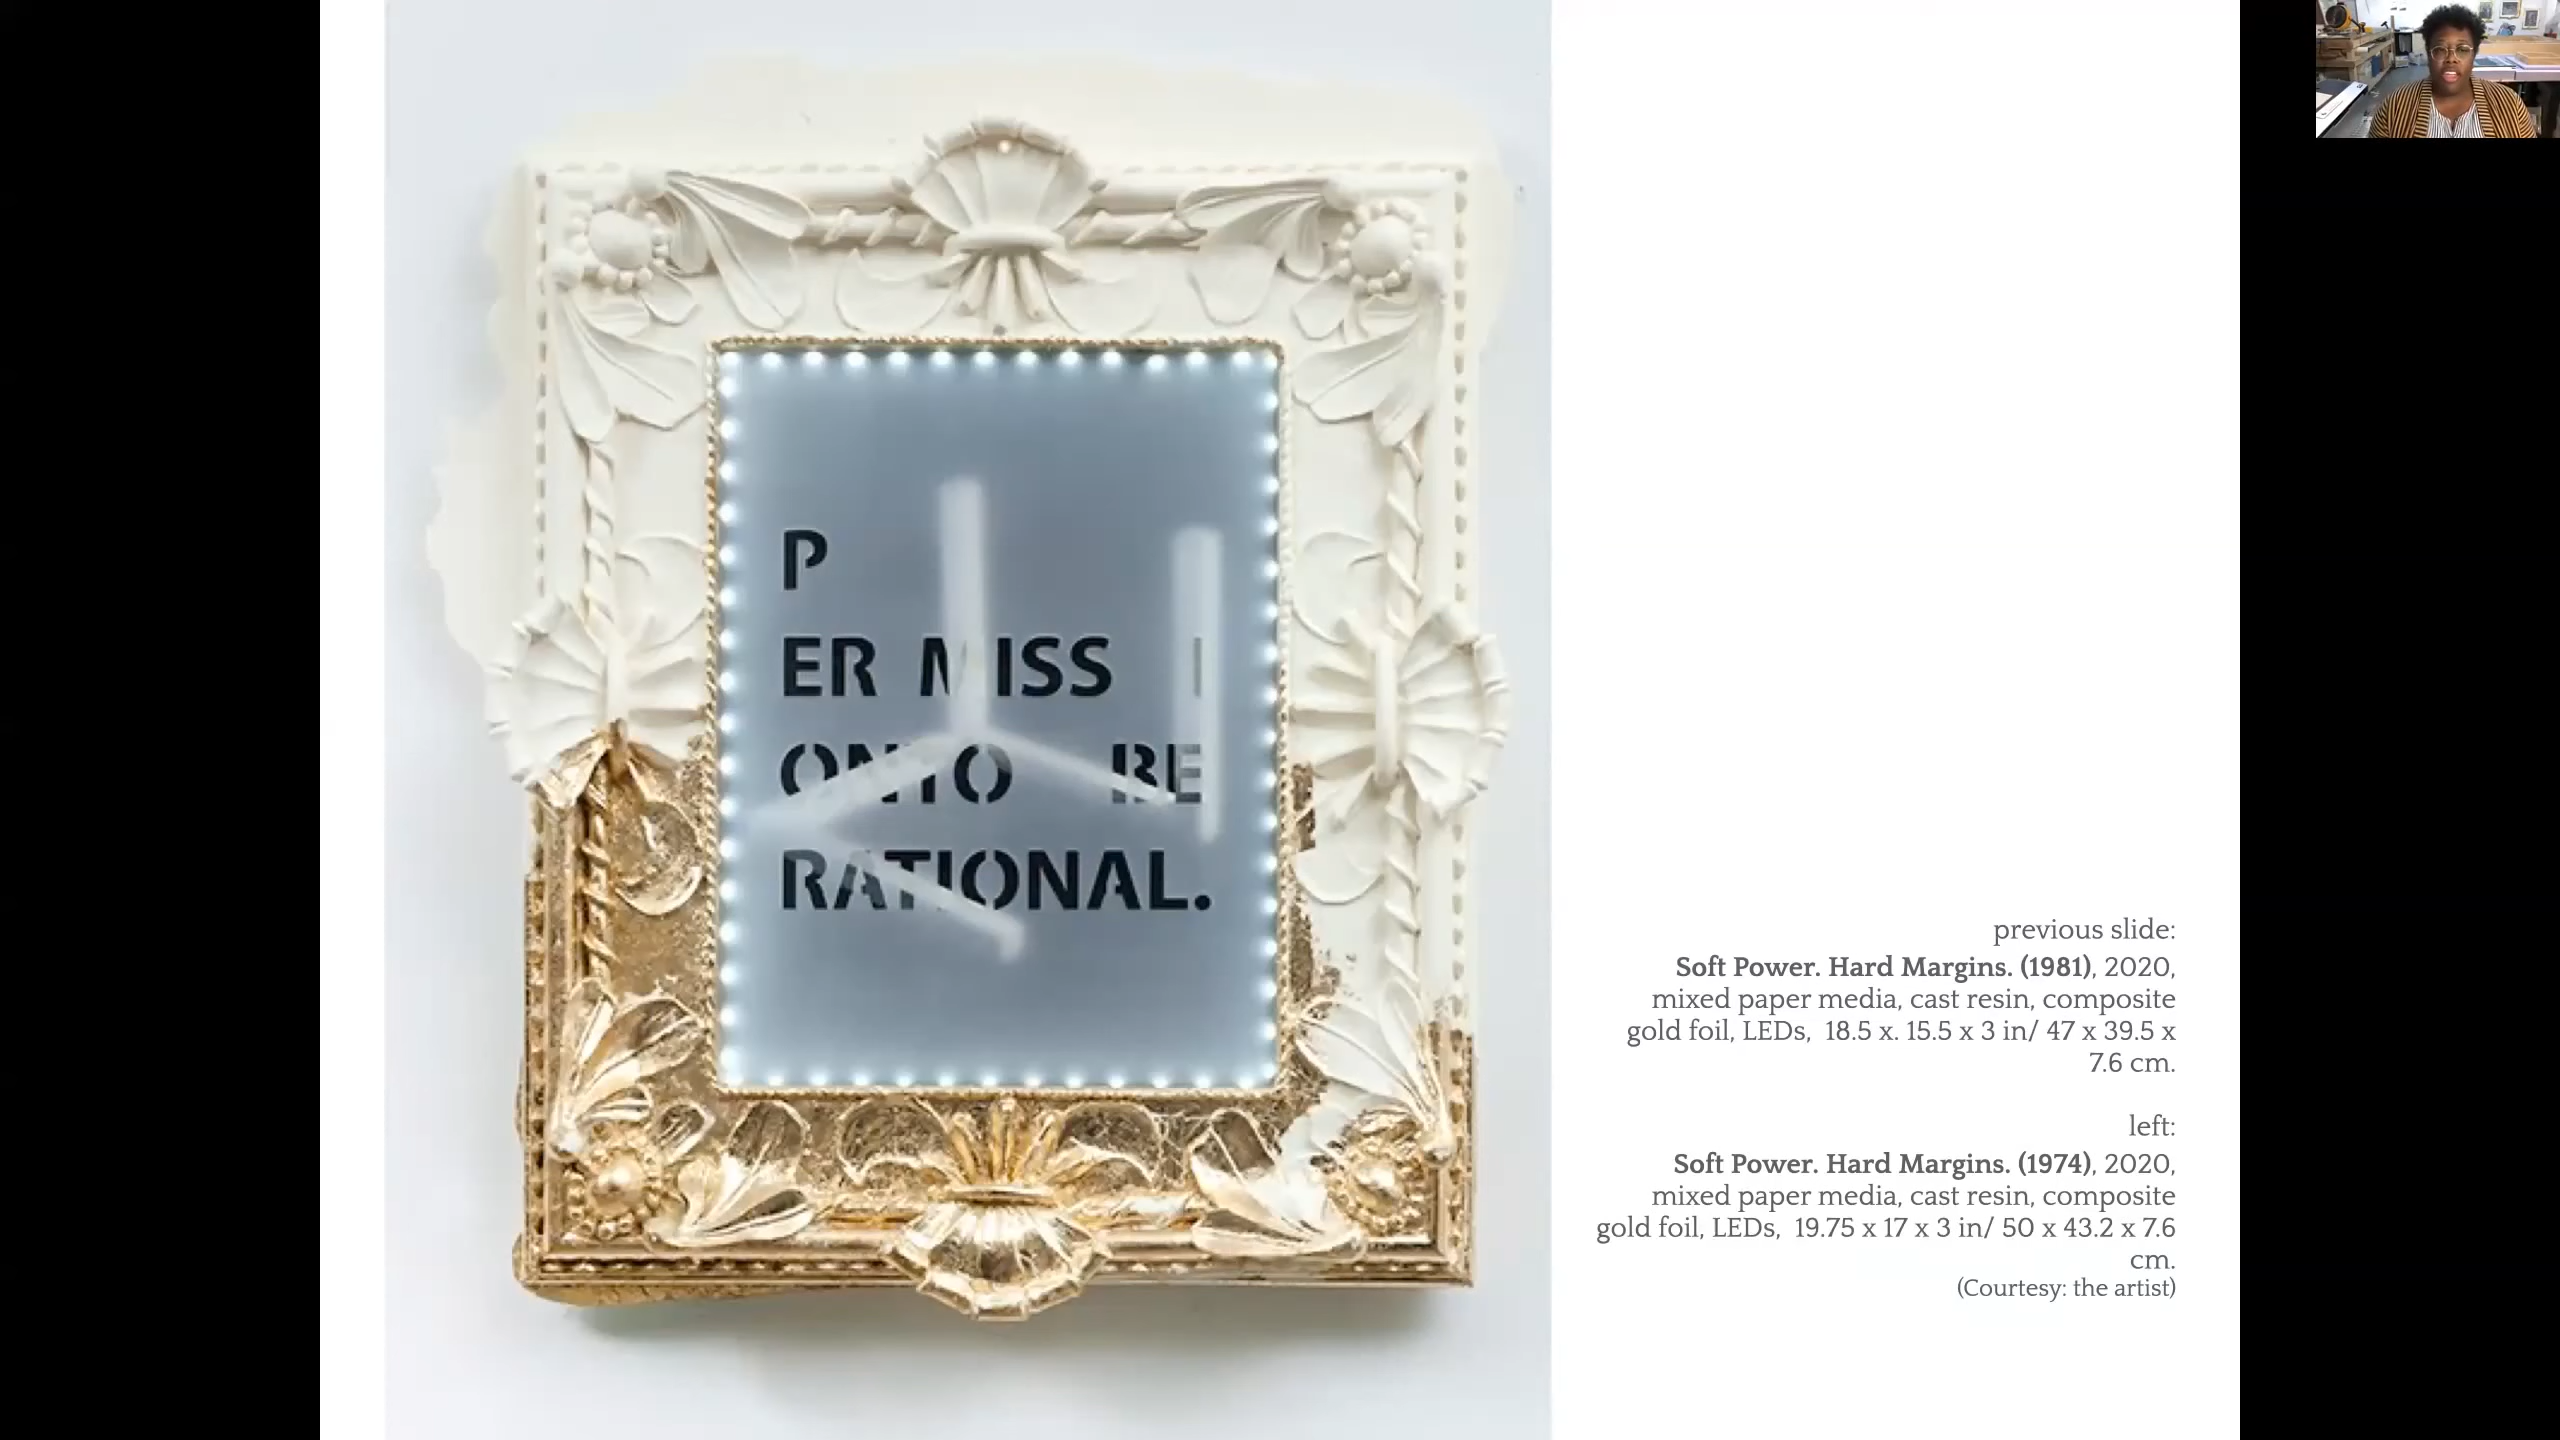 P
ER MISS I
ONTO BE
RATIONAL.
previous slide:
Soft Power. Hard Margins. (1981), 2020,
mixed paper media, cast resin, composite
gold foil, LEDs, 18.5 x. 15.5 x 3 in/ 47 x 39.5 x
7.6 cm.
left:
Soft Power. Hard Margins. (1974), 2020,
mixed paper media, cast resin, composite
gold foil, LEDs, 19.75 x 17 x 3 in/ 50 x 43.2 x 7.6
cm.
(Courtesy: the artist)